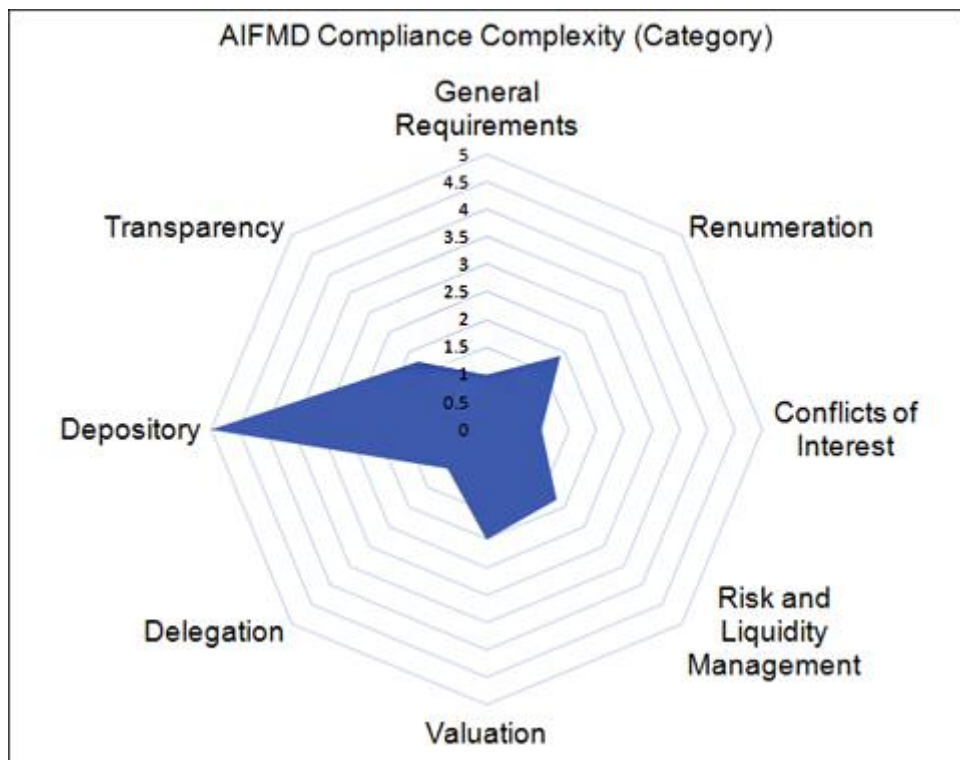 AIFMD Compliance Complexity (Category)
General
Requirements
5
4.5
4
3.5
3
2.5
2
1.5
1
0.5
0
Transparency
Renumeration
Depository
Conflicts of
Interest
Delegation
Risk and
Liquidity
Management
Valuation